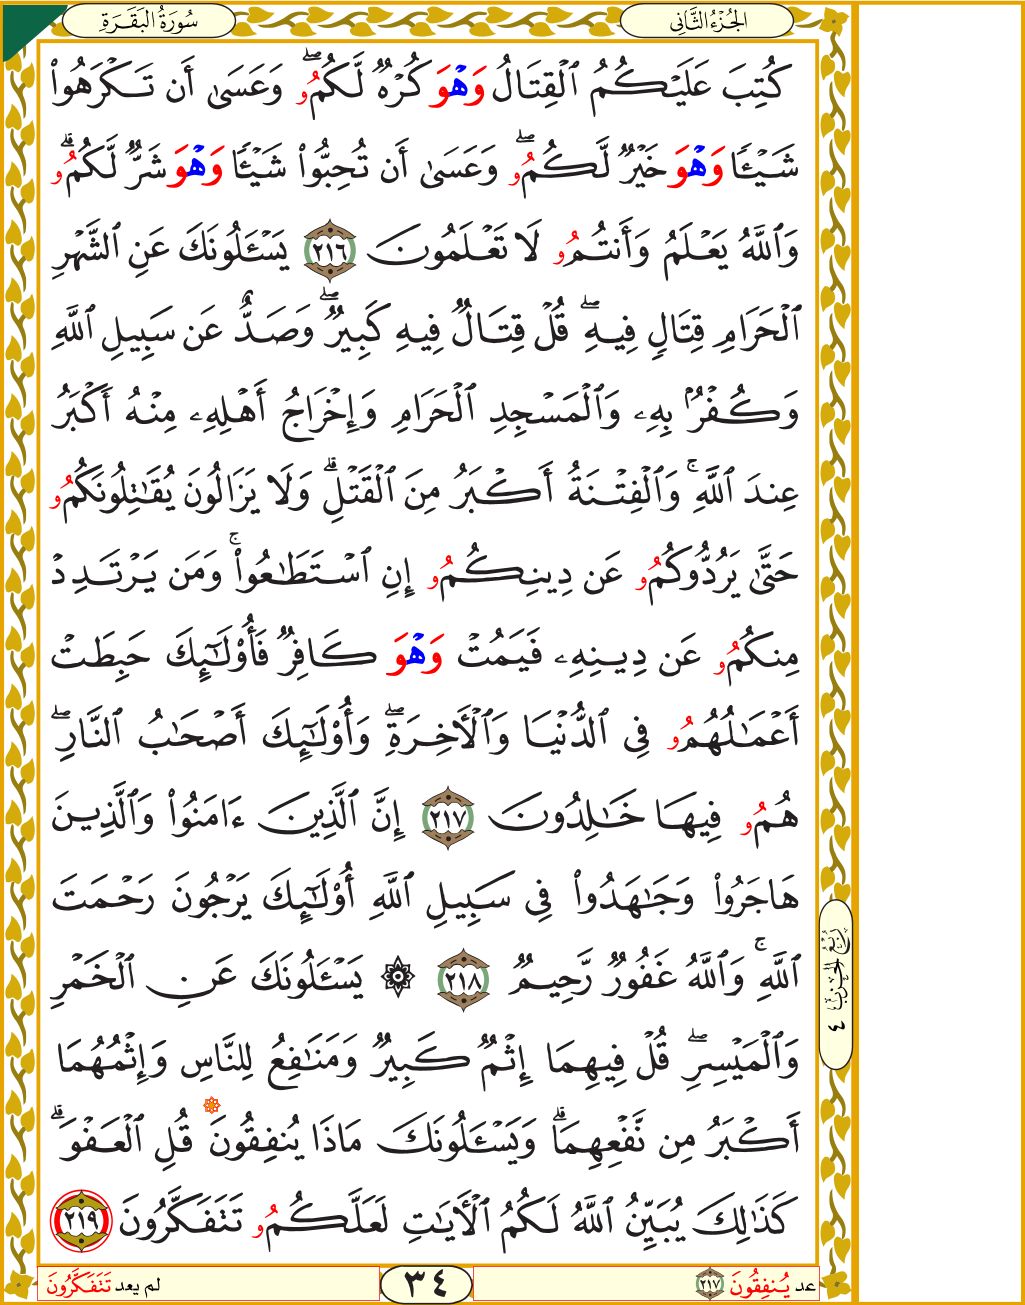 الجُزْءُ الثَّانِي
سُورَةُ البَقَرَةِ
كُتِبَ عَلَيْكُمُ ٱلْقِتَالُ وَهْوَ كُرْهٌ لَّكُمُۥ ۖ وَعَسَىٰ أَن تَكْرَهُوا۟
شَيْـًٔا وَهْوَ خَيْرٌ لَّكُمُۥ ۖ وَعَسَىٰ أَن تُحِبُّوا۟ شَيْـًٔا وَهْوَ شَرٌّ لَّكُمُۥ ۗ
وَٱللَّهُ يَعْلَمُ وَأَنتُمُۥ لَا تَعْلَمُونَ ٢١٦ يَسْـَٔلُونَكَ عَنِ ٱلشَّهْرِ
ٱلْحَرَامِ قِتَالٍ فِيهِ ۖ قُلْ قِتَالٌ فِيهِ كَبِيرٌ ۖ وَصَدٌّ عَن سَبِيلِ ٱللَّهِ
وَكُفْرٌۢ بِهِۦ وَٱلْمَسْجِدِ ٱلْحَرَامِ وَإِخْرَاجُ أَهْلِهِۦ مِنْهُ أَكْبَرُ
عِندَ ٱللَّهِ ۚ وَٱلْفِتْنَةُ أَكْبَرُ مِنَ ٱلْقَتْلِ ۗ وَلَا يَزَالُونَ يُقَـٰتِلُونَكُمُۥ
حَتَّىٰ يَرُدُّوكُمُۥ عَن دِينِكُمُۥ إِنِ ٱسْتَطَـٰعُوا۟ ۚ وَمَن يَرْتَدِدْ
مِنكُمُۥ عَن دِينِهِۦ فَيَمُتْ وَهْوَ كَافِرٌ فَأُو۟لَـٰٓئِكَ حَبِطَتْ
أَعْمَـٰلُهُمُۥ فِى ٱلدُّنْيَا وَٱلْـَٔاخِرَةِ ۖ وَأُو۟لَـٰٓئِكَ أَصْحَـٰبُ ٱلنَّارِ ۖ
هُمُۥ فِيهَا خَـٰلِدُونَ ٢١٧ إِنَّ ٱلَّذِينَ ءَامَنُوا۟ وَٱلَّذِينَ
هَاجَرُوا۟ وَجَـٰهَدُوا۟ فِى سَبِيلِ ٱللَّهِ أُو۟لَـٰٓئِكَ يَرْجُونَ رَحْمَتَ
ٱللَّهِ ۚ وَٱللَّهُ غَفُورٌ رَّحِيمٌ ٢١٨ ۞ يَسْـَٔلُونَكَ عَنِ ٱلْخَمْرِ
وَٱلْمَيْسِرِ ۖ قُلْ فِيهِمَا إِثْمٌ كَبِيرٌ وَمَنَـٰفِعُ لِلنَّاسِ وَإِثْمُهُمَا
أَكْبَرُ مِن نَّفْعِهِمَا ۗ وَيَسْـَٔلُونَكَ مَاذَا يُنفِقُونَ قُلِ ٱلْعَفْوَ ۗ
كَذَٰلِكَ يُبَيِّنُ ٱللَّهُ لَكُمُ ٱلْـَٔايَـٰتِ لَعَلَّكُمُۥ تَتَفَكَّرُونَ ٢١٩
رُبْعُ الحِزْبِ ٤
عد يُنفِقُونَ ٢١٧
٣٤
لم يعد تَتَفَكَّرُونَ